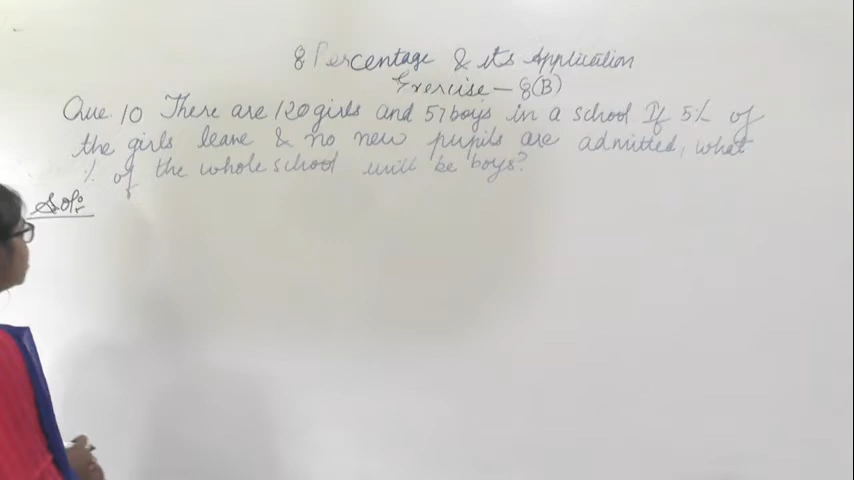 8 Percentage & its Application
Exercise - 8(B)
Que. 10 There are 120 girls and 57 boys in a school If 5% of
the girls leave & no new pupils are admitted, what
% of the whole school will be boys?
Sol: